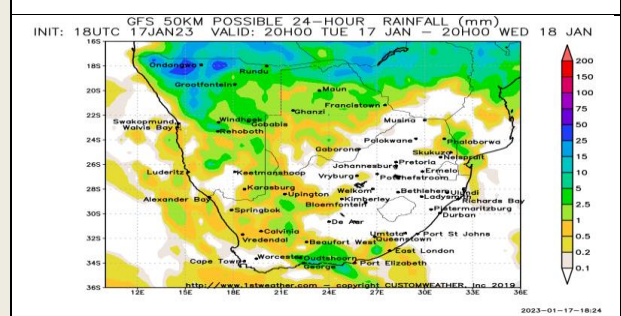 GFS 50KM POSSIBLE 24-HOUR RAINFALL (mm)
INIT: 18UTC 17JAN23 VALID: 20H00 TUE 17 JAN - 20H00 WED 18 JAN
16S
18S
20S
22S
24S
26S
28S
30S
32S
34S
36S
Ondangwa
Rundu
Grootfontein
Maun
Francistown
Ghanzi
Swakopmund
Walvis Bay
Windhoek
Gobabis
Rehoboth
Musina
Polokwane
Phalaborwa
Gaborone
Skukuza
Nelspruit
Johannesburg
Pretoria
Ermelo
Luderitz
Keetmanshoop
Vryburg
Potchefstroom
Karasburg
Upington
Welkom
Kimberley
Bethlehem
Ulundi
Ladysmith
Richards Bay
Alexander Bay
Springbok
Bloemfontein
Pietermaritzburg
Durban
De Aar
Calvinia
Vredendal
Umtata
Port St Johns
Queenstown
Beaufort West
East London
Cape Town
Worcester
Oudtshoorn
George
Port Elizabeth
http://www.1stweather.com - copyright CUSTOMWEATHER, Inc 2019
12E 15E 18E 21E 24E 27E 30E 33E 36E
200
150
100
75
50
25
15
10
5
2.5
1
0.5
0.2
0.1
2023-01-17-18:24